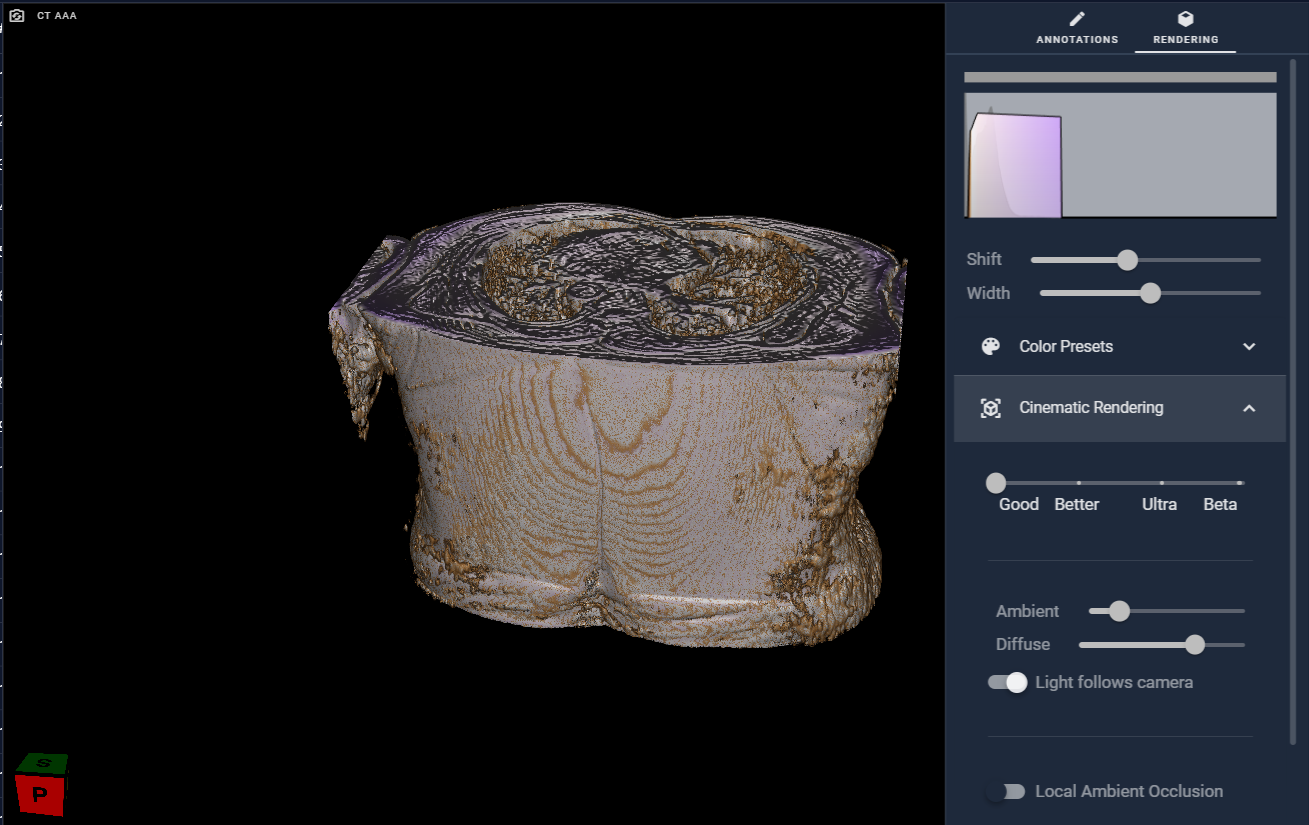 CT AAA
ANNOTATIONS
RENDERING
Shift
Width
Color Presets
Cinematic Rendering
Good Better Ultra Beta
Ambient
Diffuse
Light follows camera
Local Ambient Occlusion
S
P